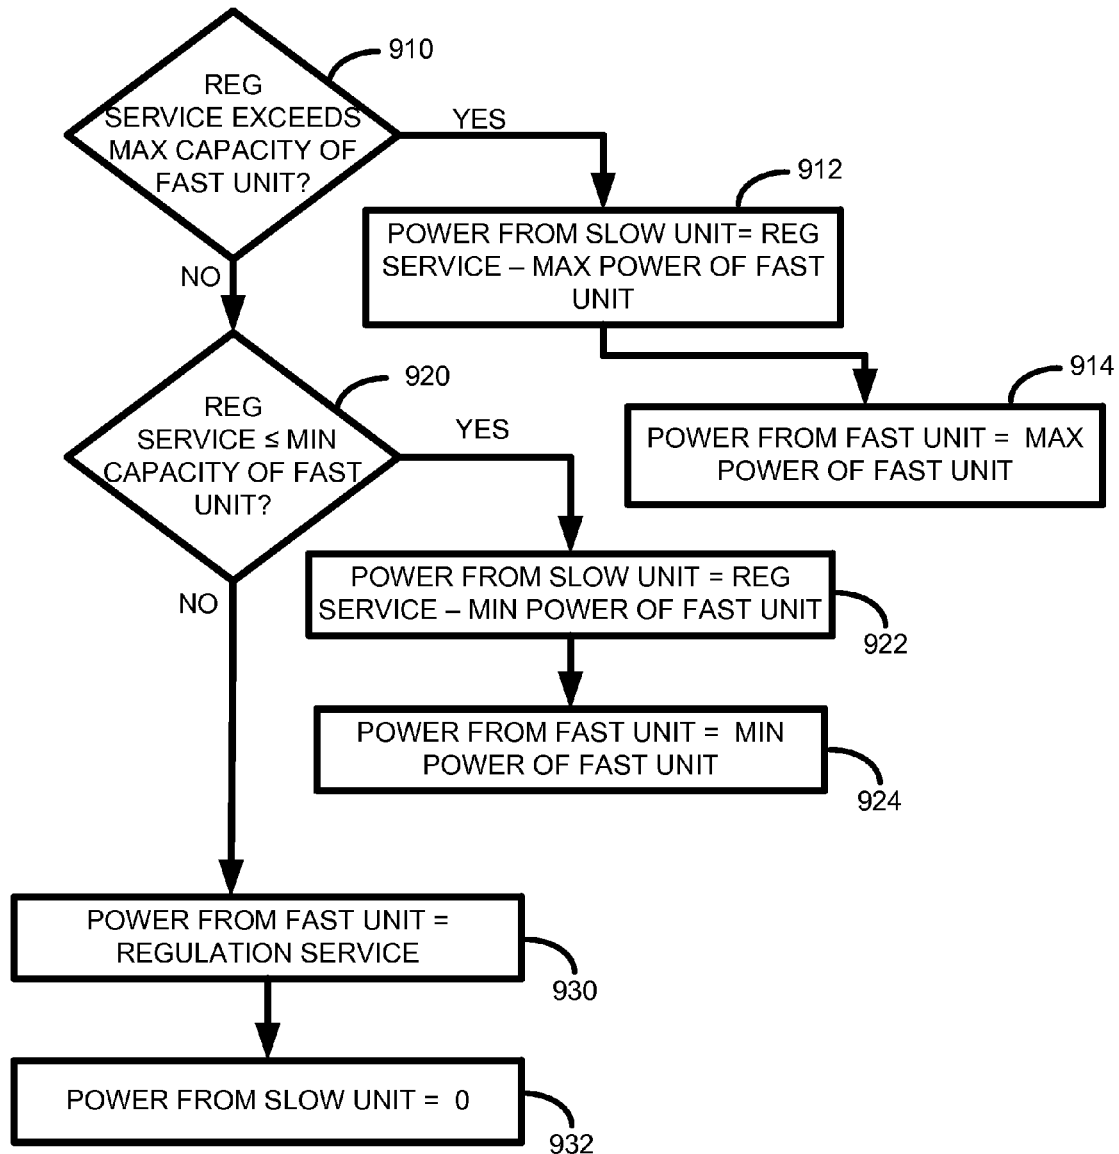 910
REG
SERVICE EXCEEDS
MAX CAPACITY OF
FAST UNIT?
YES
912
POWER FROM SLOW UNIT= REG
SERVICE – MAX POWER OF FAST
UNIT
NO
914
POWER FROM FAST UNIT = MAX
POWER OF FAST UNIT
920
REG
SERVICE ≤ MIN
CAPACITY OF FAST
UNIT?
YES
POWER FROM SLOW UNIT = REG
SERVICE – MIN POWER OF FAST UNIT
922
NO
POWER FROM FAST UNIT = MIN
POWER OF FAST UNIT
924
POWER FROM FAST UNIT =
REGULATION SERVICE
930
POWER FROM SLOW UNIT = 0
932